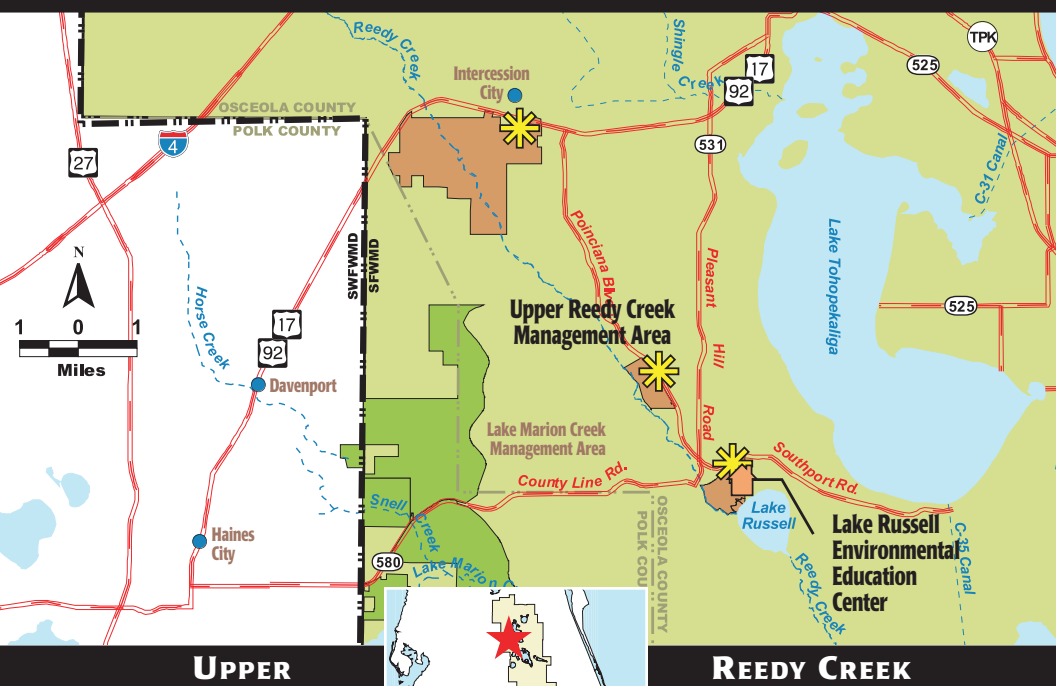 Reedy Creek
Shingle Creek
TPK
525
17
92
Intercession
City
OSCEOLA COUNTY
POLK COUNTY
4
27
531
C-31 Canal
Poinciana Blv
Pleasant Hill Road
Lake Tohopekaliga
SWFWMD
SFWMD
N
1 0 1
Miles
Horse Creek
17
92
525
Upper Reedy Creek
Management Area
Davenport
Lake Marion Creek
Management Area
County Line Rd.
Southport Rd.
Snell Creek
Lake
Russell
Lake Russell
Environmental
Education
Center
Haines
City
580
Lake Marion C
OSCEOLA COUNTY
POLK COU
Reedy Creek
C-35 Canal
UPPER REEDY CREEK